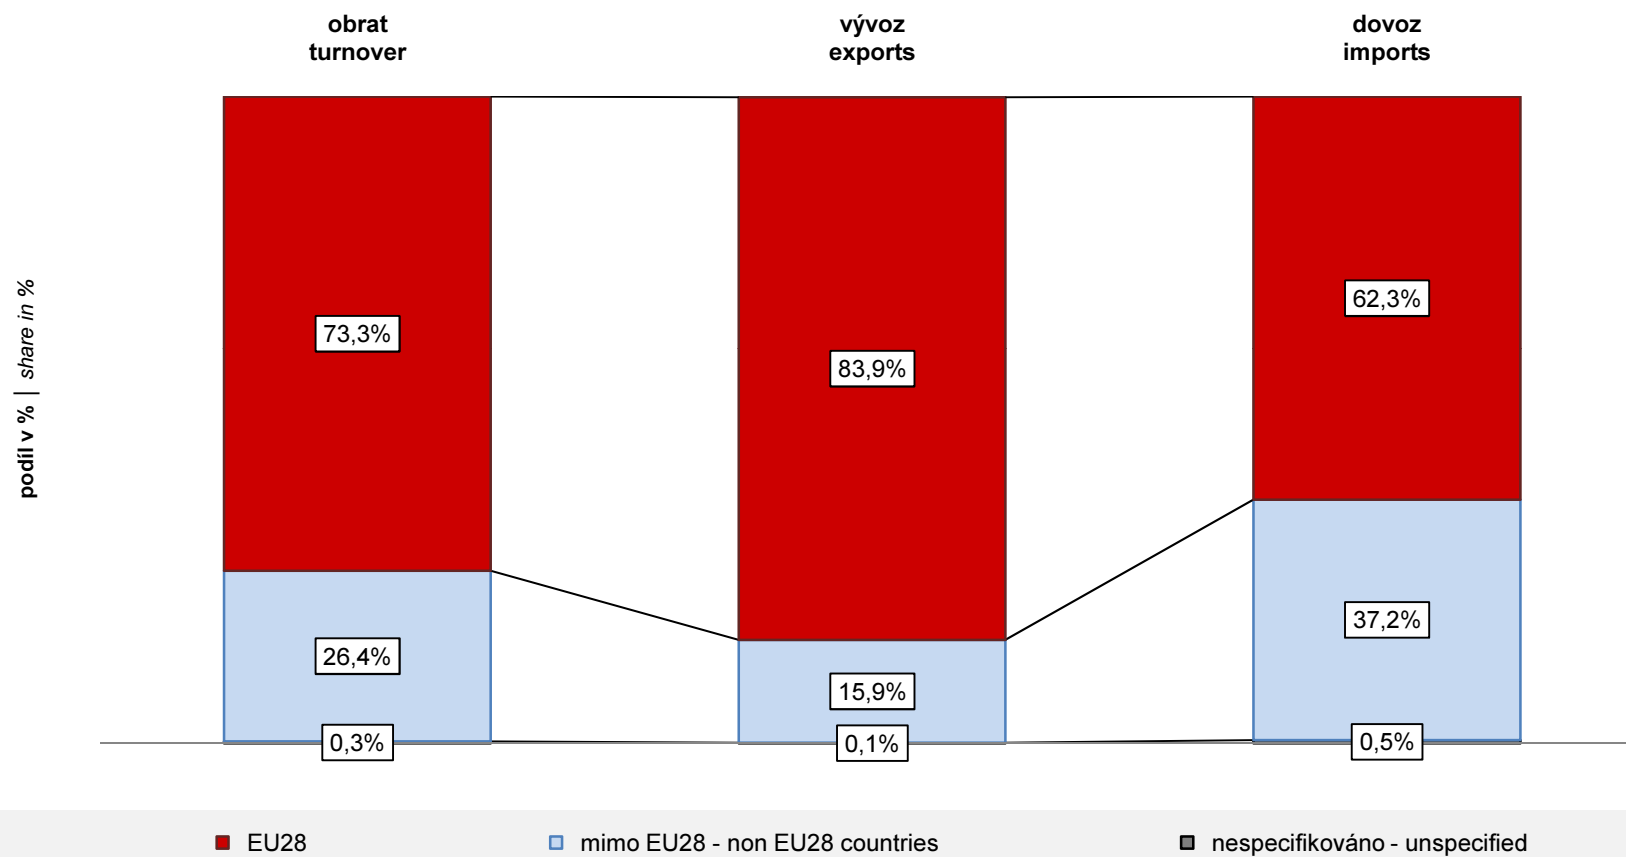 obrat
turnover
vývoz
exports
dovoz
imports
podíl v % | share in %
73,3%
83,9%
62,3%
26,4%
15,9%
37,2%
0,3%
0,1%
0,5%
EU28
mimo EU28 - non EU28 countries
nespecifikováno - unspecified